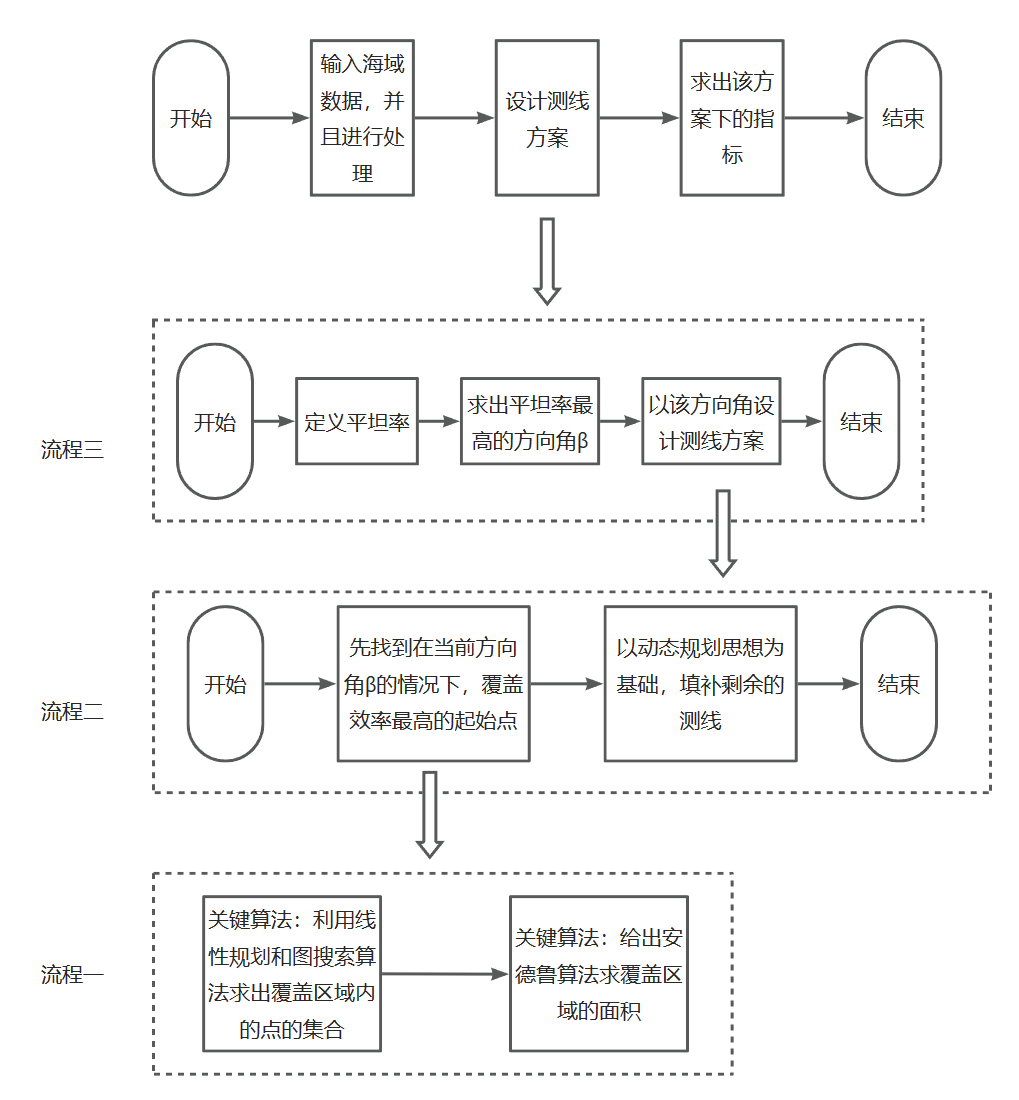 开始
输入海域
数据，并
且进行处
理
设计测线
方案
求出该方
案下的指
标
结束
流程三
开始
定义平坦率
求出平坦率最
高的方向角β
以该方向角设
计测线方案
结束
流程二
开始
先找到在当前方向
角β的情况下，覆盖
效率最高的起始点
以动态规划思想为
基础，填补剩余的
测线
结束
流程一
关键算法：利用线
性规划和图搜索算
法求出覆盖区域内
的点的集合
关键算法：给出安
德鲁算法求覆盖区
域的面积